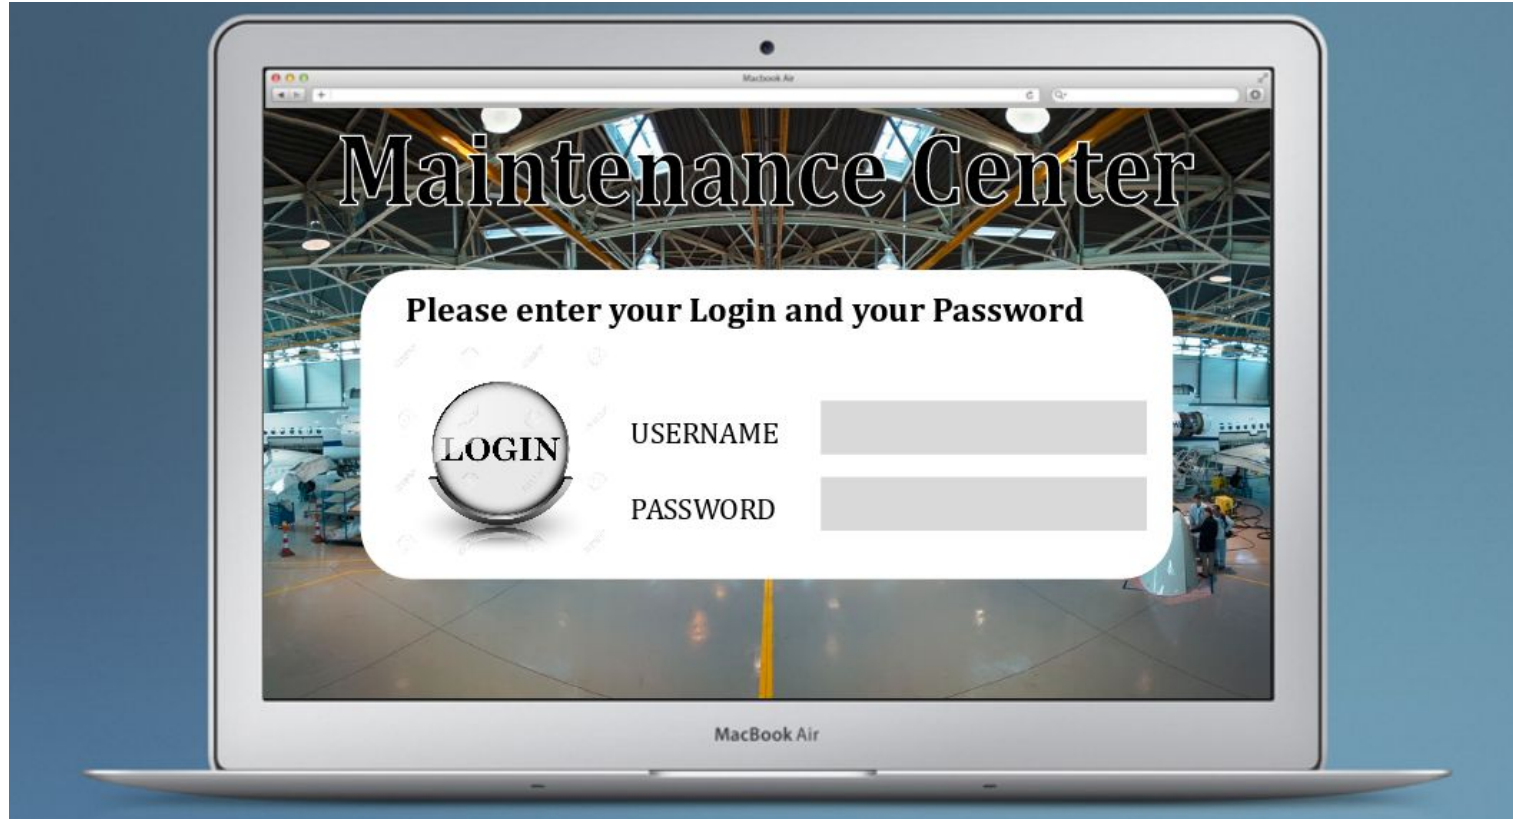 Macbook Air
Maintenance Center
Please enter your Login and your Password
LOGIN
USERNAME
PASSWORD
MacBook Air